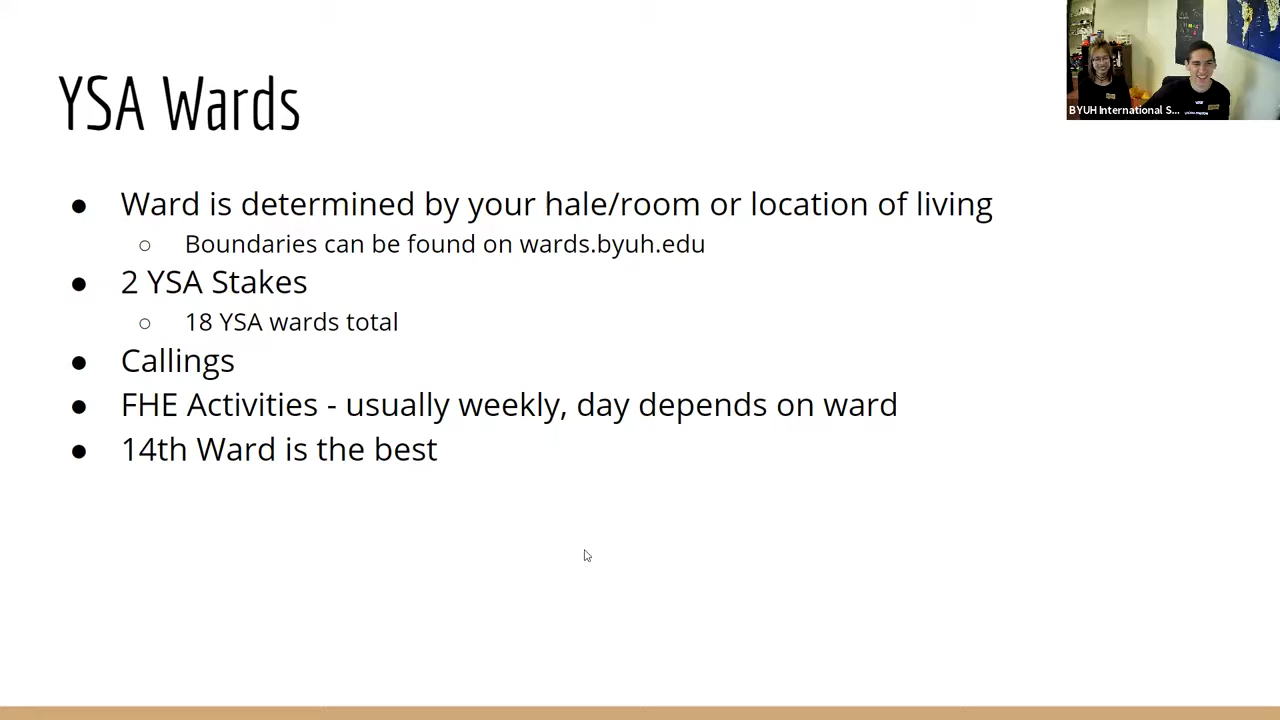 YSA Wards
BYUH International S...
● Ward is determined by your hale/room or location of living
○ Boundaries can be found on wards.byuh.edu
● 2 YSA Stakes
○ 18 YSA wards total
● Callings
● FHE Activities - usually weekly, day depends on ward
● 14th Ward is the best